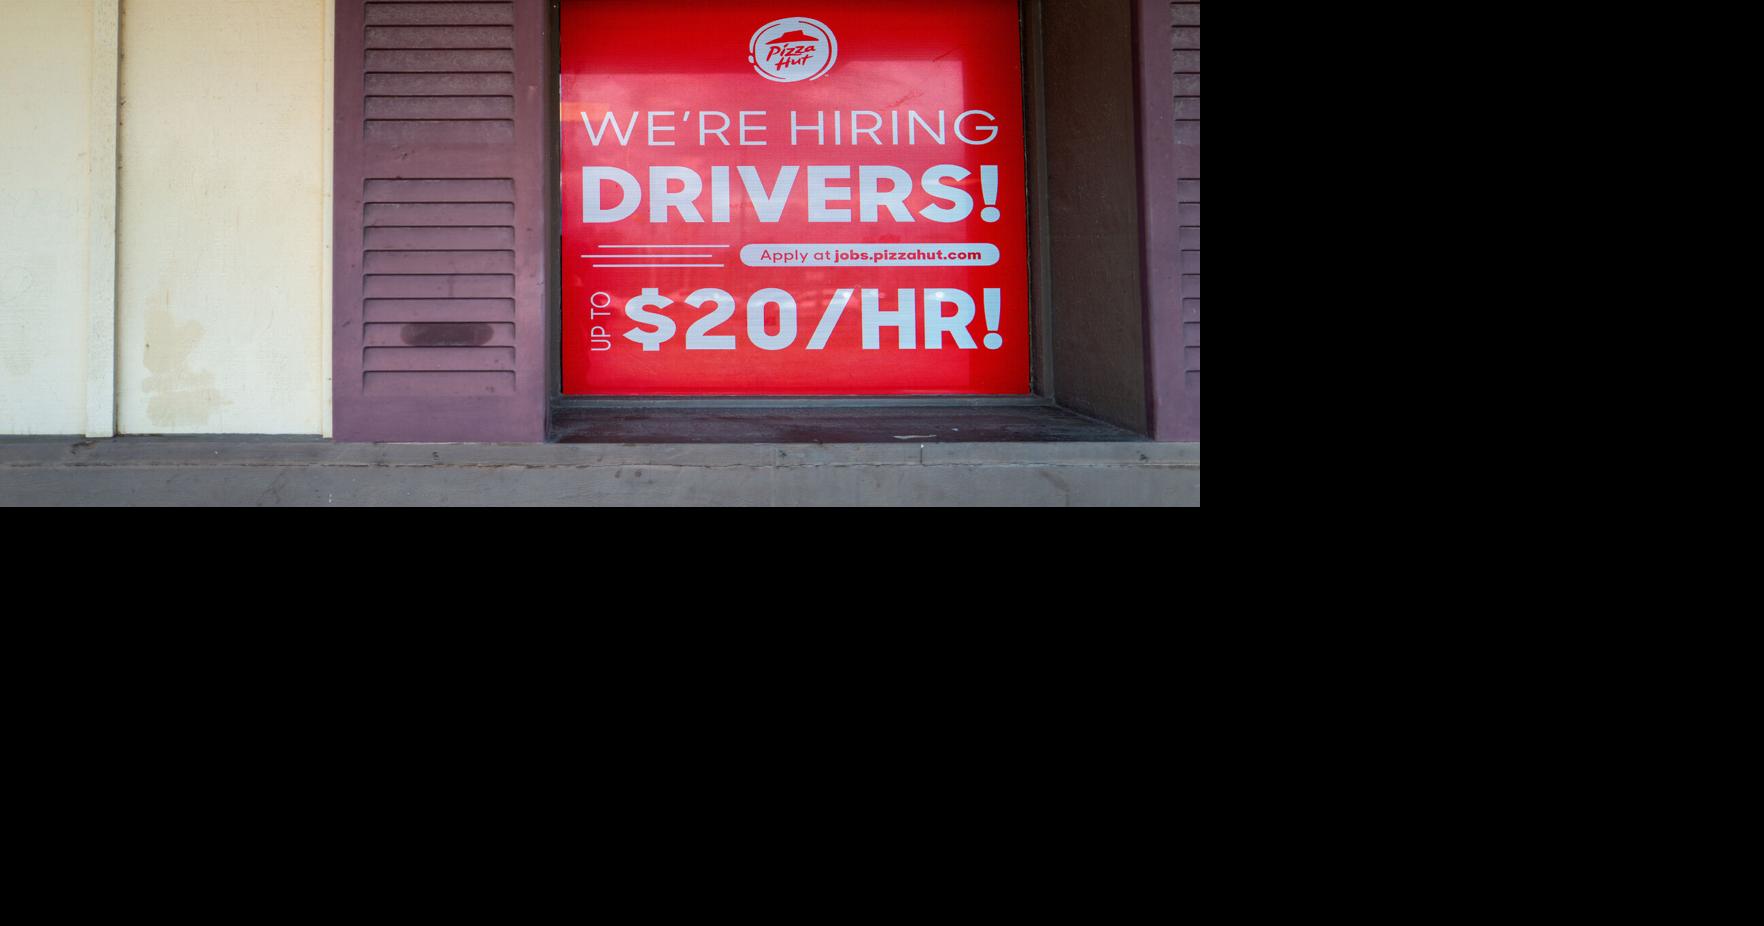 Pizza
Hut
WE'RE HIRING
DRIVERS!
Apply at jobs.pizzahut.com
UP TO $20/HR!